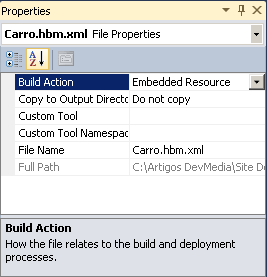 Properties
Carro.hbm.xml File Properties
Build Action Embedded Resource
Copy to Output Directo Do not copy
Custom Tool
Custom Tool Namespac
File Name Carro.hbm.xml
Full Path C:\Artigos DevMedia\Site De
Build Action
How the file relates to the build and deployment
processes.